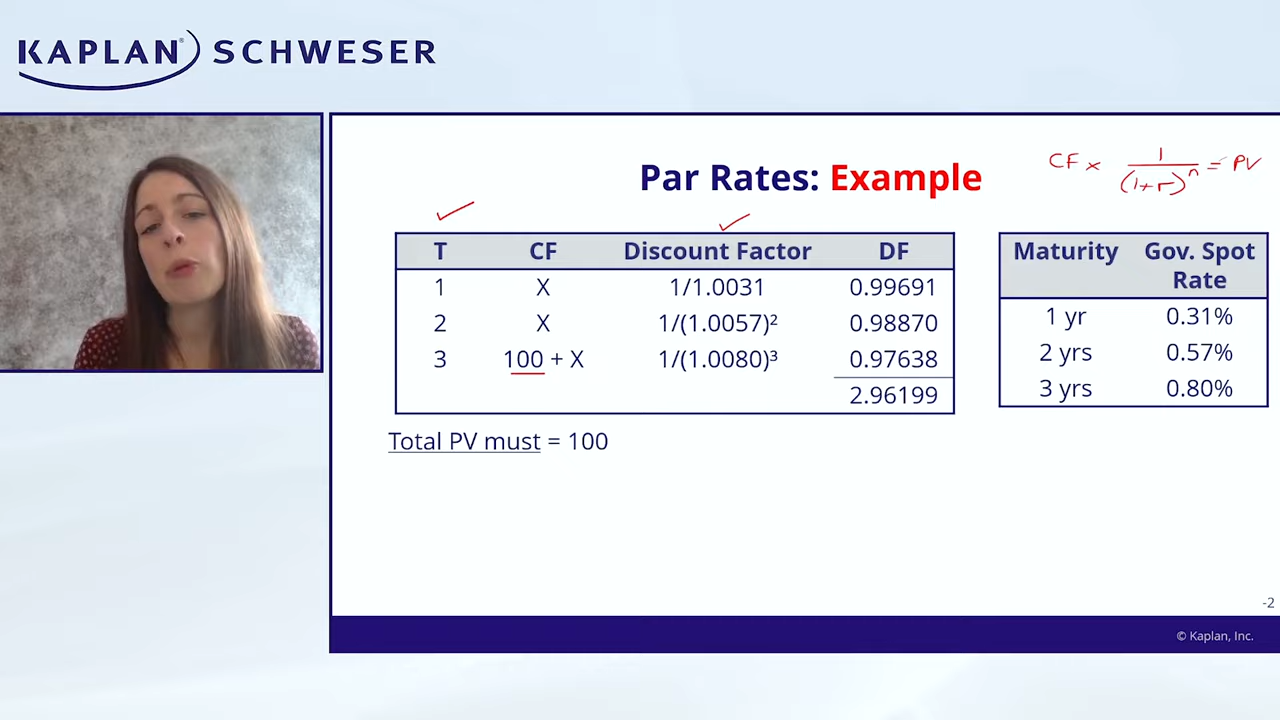 KAPLAN SCHWESER
Par Rates: Example
CF x 1/(1+r)ⁿ = PV
T CF Discount Factor DF
1 X 1/1.0031 0.99691
2 X 1/(1.0057)² 0.98870
3 100 + X 1/(1.0080)³ 0.97638
2.96199
Maturity Gov. Spot
Rate
1 yr 0.31%
2 yrs 0.57%
3 yrs 0.80%
Total PV must = 100
-2
© Kaplan, Inc.